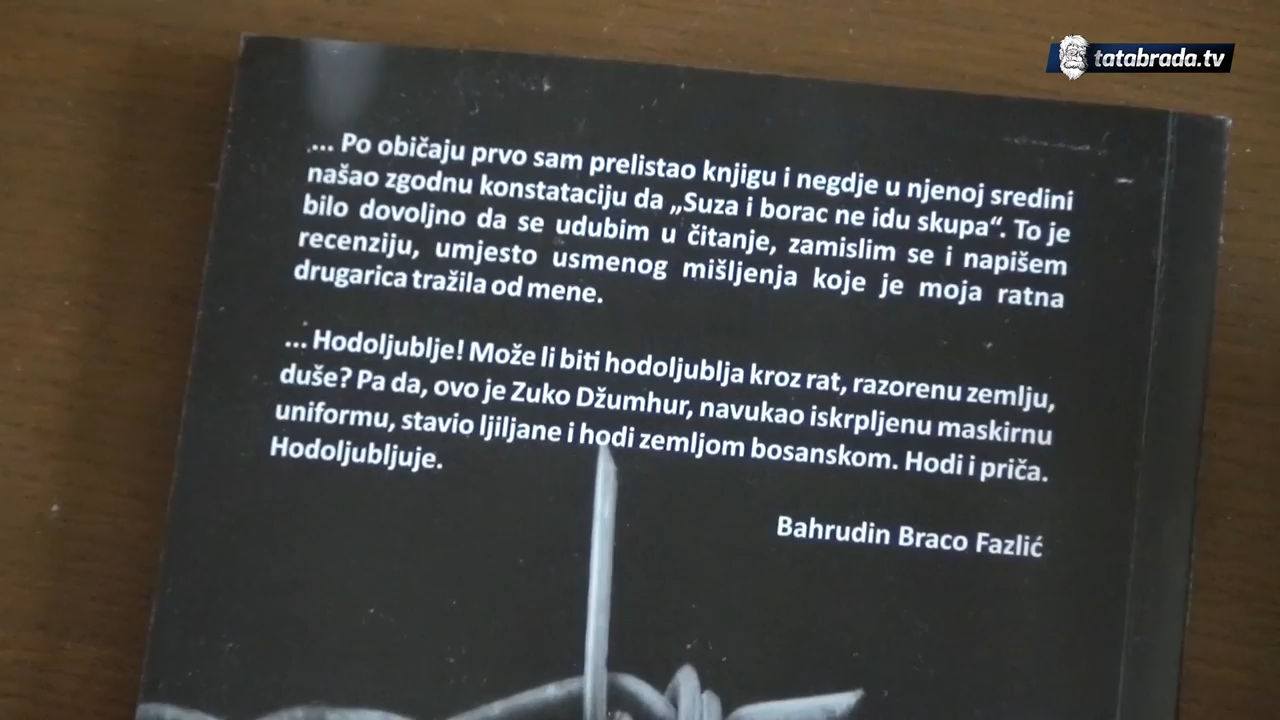 tatabrada.tv
... Po običaju prvo sam prelistao knjigu i negdje u njenoj sredini
našao zgodnu konstataciju da „Suza i borac ne idu skupa“. To je
bilo dovoljno da se udubim u čitanje, zamislim se i napišem
recenziju, umjesto usmenog mišljenja koje je moja ratna
drugarica tražila od mene.
... Hodoljublje! Može li biti hodoljublja kroz rat, razorenu zemlju,
duše? Pa da, ovo je Zuko Džumhur, navukao iskrpljenu maskirnu
uniformu, stavio ljiljane i hodi zemljom bosanskom. Hodi i priča.
Hodoljubljuje.
Bahrudin Braco Fazlić